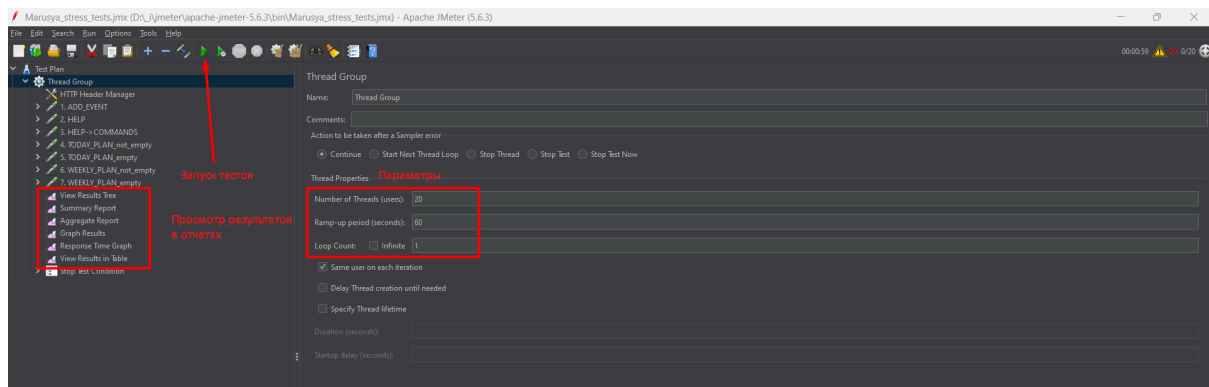 Marusya_stress_tests.jmx (D:\_i\jmeter\apache-jmeter-5.6.3\bin\Marusya_stress_tests.jmx) - Apache JMeter (5.6.3)
File Edit Search Run Options Tools Help
00:00:59 0/20
Test Plan
Thread Group
HTTP Header Manager
1. ADD_EVENT
2. HELP
3. HELP->COMMANDS
4. TODAY_PLAN_not_empty
5. TODAY_PLAN_empty
6. WEEKLY_PLAN_not_empty
7. WEEKLY_PLAN_empty
View Results Tree
Summary Report
Aggregate Report
Graph Results
Response Time Graph
View Results in Table
Stop Test Condition
Запуск тестов
Просмотр результатов
в отчетах
Thread Group
Name: Thread Group
Comments:
Action to be taken after a Sampler error
Continue Start Next Thread Loop Stop Thread Stop Test Stop Test Now
Thread Properties Параметры
Number of Threads (users): 20
Ramp-up period (seconds): 60
Loop Count: Infinite 1
Same user on each iteration
Delay Thread creation until needed
Specify Thread lifetime
Duration (seconds):
Startup delay (seconds):